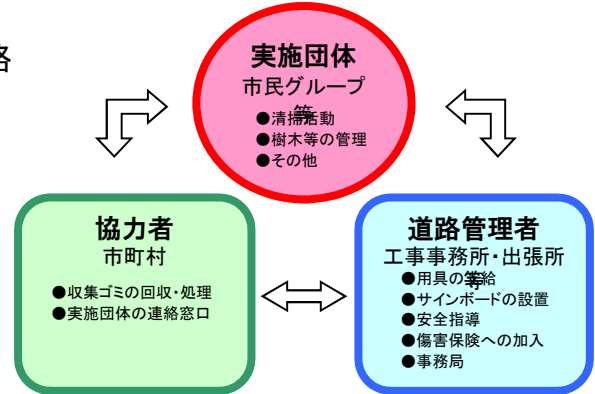 路
実施団体
市民グループ
等
●清掃活動
●樹木等の管理
●その他
協力者
市町村
●収集ゴミの回収・処理
●実施団体の連絡窓口
道路管理者
工事事務所・出張所
等
●用具の支給
●サインボードの設置
●安全指導
●傷害保険への加入
●事務局